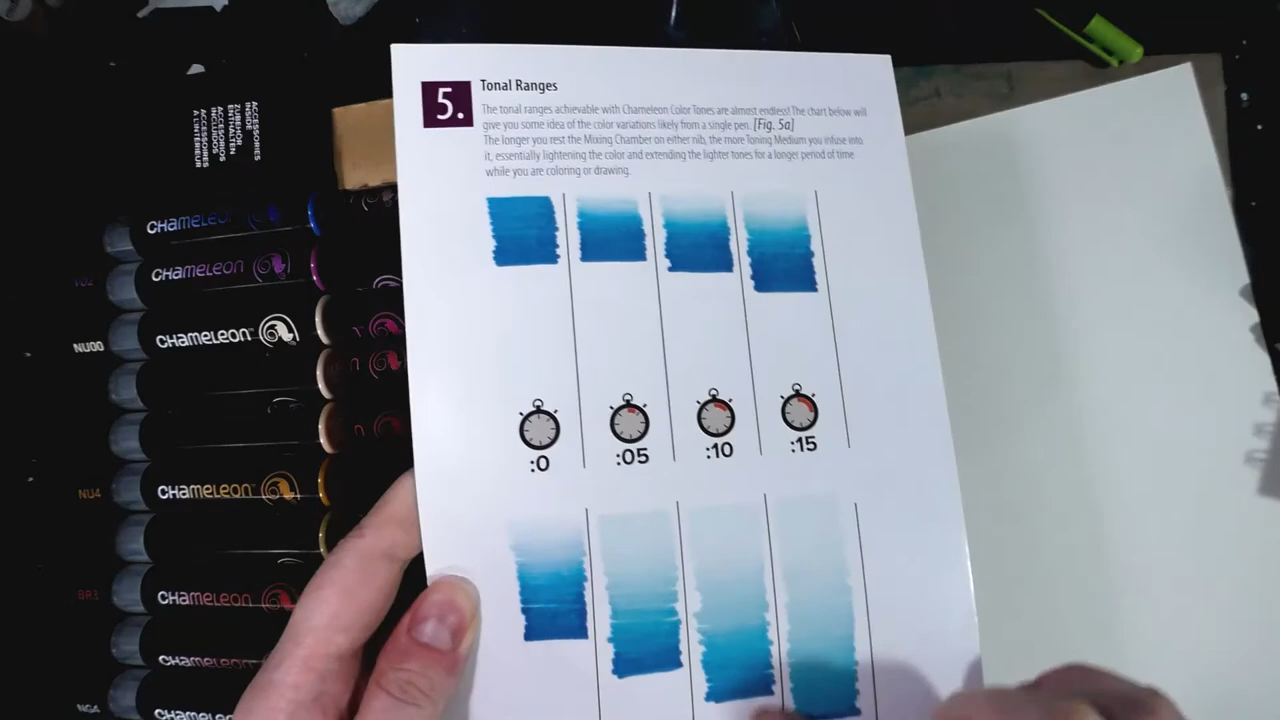 5.
Tonal Ranges
The tonal ranges achievable with Chameleon Color Tones are almost endless! The chart below will
give you some idea of the color variations likely from a single pen. [Fig. 5a]
The longer you rest the Mixing Chamber on either nib, the more Toning Medium you infuse into
it, essentially lightening the color and extending the lighter tones for a longer period of time
while you are coloring or drawing.
:0
:05
:10
:15
ACCESSORIES
INSIDE
ZUBEHÖR
ENTHALTEN
ACCESORIOS
INCLUIDOS
ACCESSOIRES
A L'INTERIEUR
CHAMELEON
CHAMELEON
NU00
CHAMELEON
NU4
CHAMELEON
BR3
CHAMELEON
CHAMELEON
NG4